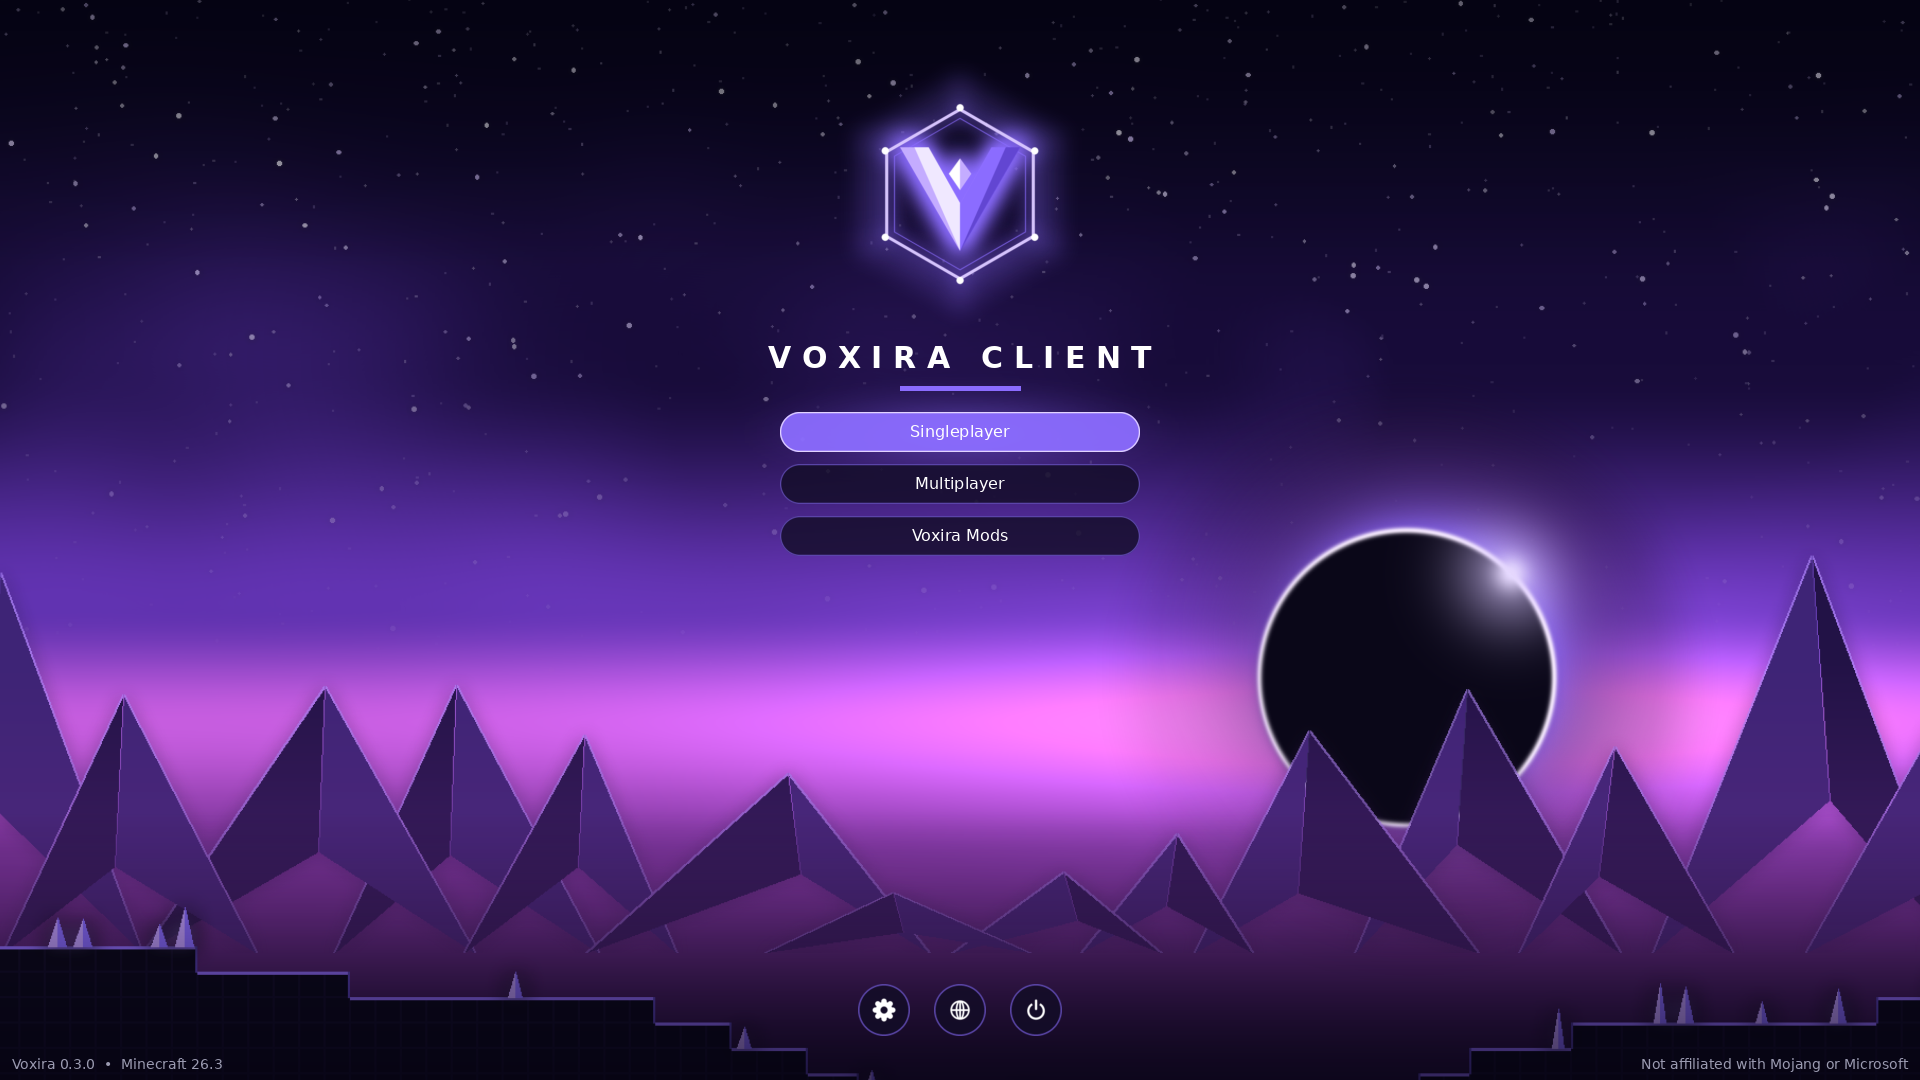 VOXIRA CLIENT
Singleplayer
Multiplayer
Voxira Mods
Voxira 0.3.0 • Minecraft 26.3
Not affiliated with Mojang or Microsoft